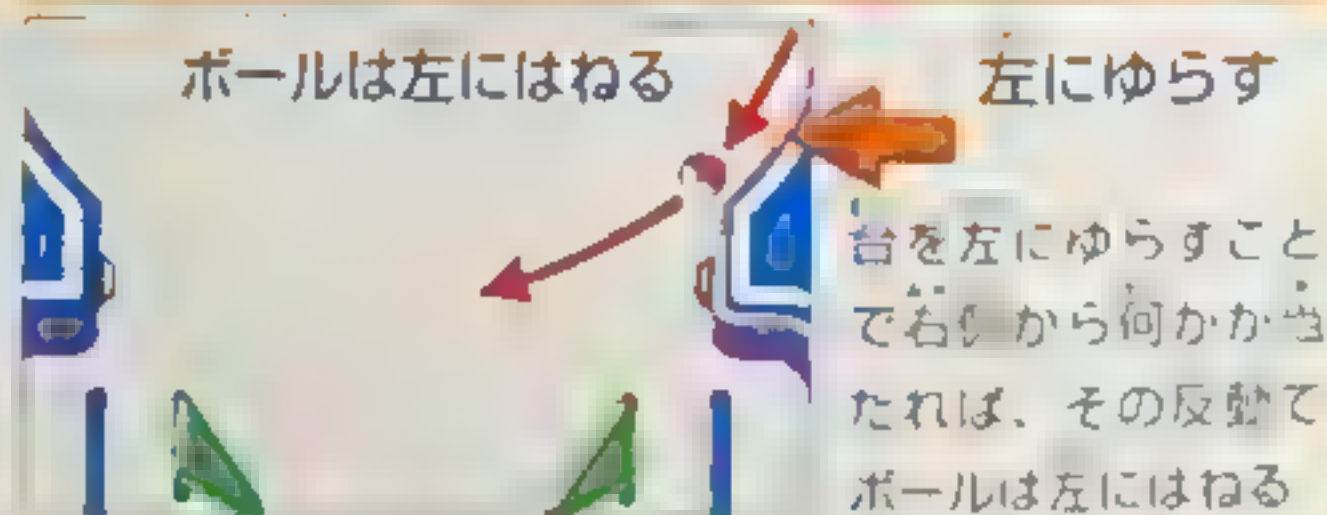 ボールは左にはねる
左にゆらす
台を左にゆらすこと
で右 から何かが当
たれば、その反動で
ボールは左にはねる